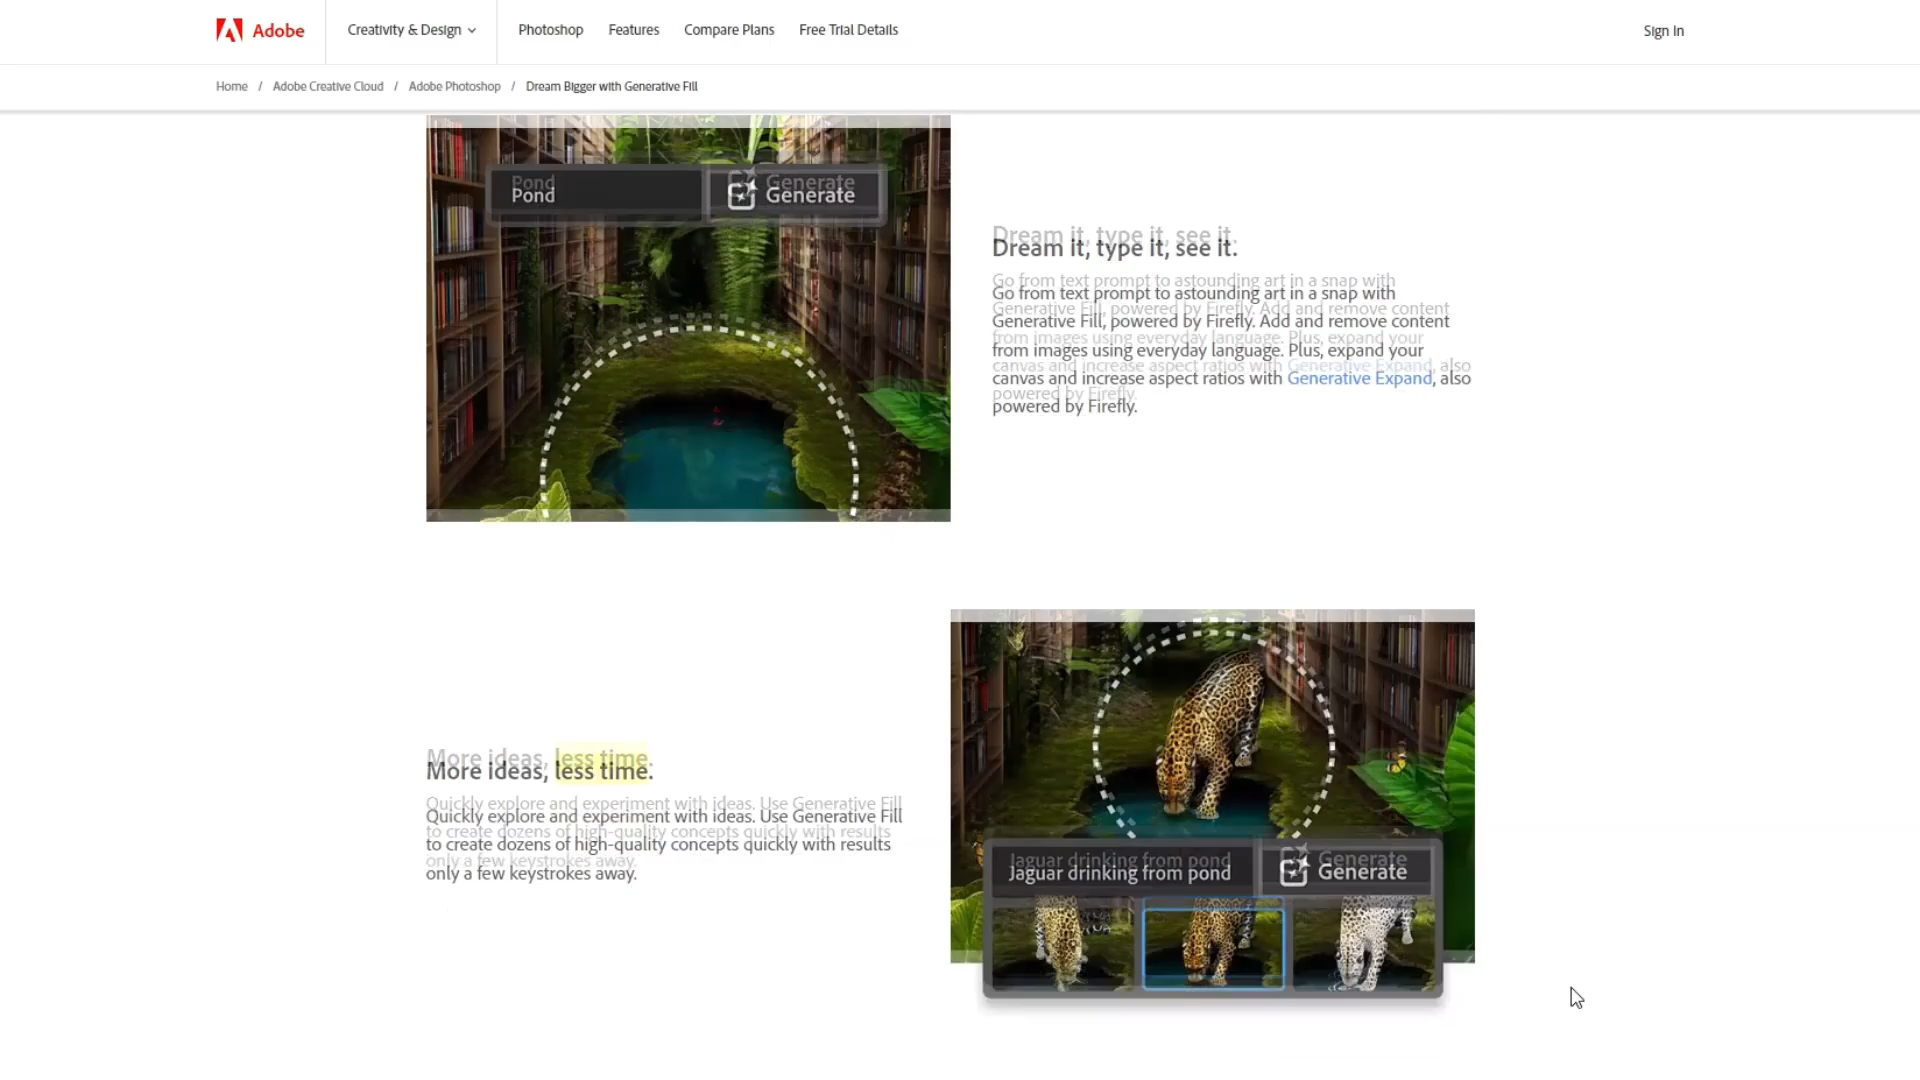 Adobe
Creativity & Design
Photoshop
Features
Compare Plans
Free Trial Details
Sign In
Home / Adobe Creative Cloud / Adobe Photoshop / Dream Bigger with Generative Fill
Pond
Generate
Dream it, type it, see it.
Go from text prompt to astounding art in a snap with
Generative Fill, powered by Firefly. Add and remove content
from images using everyday language. Plus, expand your
canvas and increase aspect ratios with Generative Expand, also
powered by Firefly.
More ideas, less time.
Quickly explore and experiment with ideas. Use Generative Fill
to create dozens of high-quality concepts quickly with results
only a few keystrokes away.
Jaguar drinking from pond
Generate